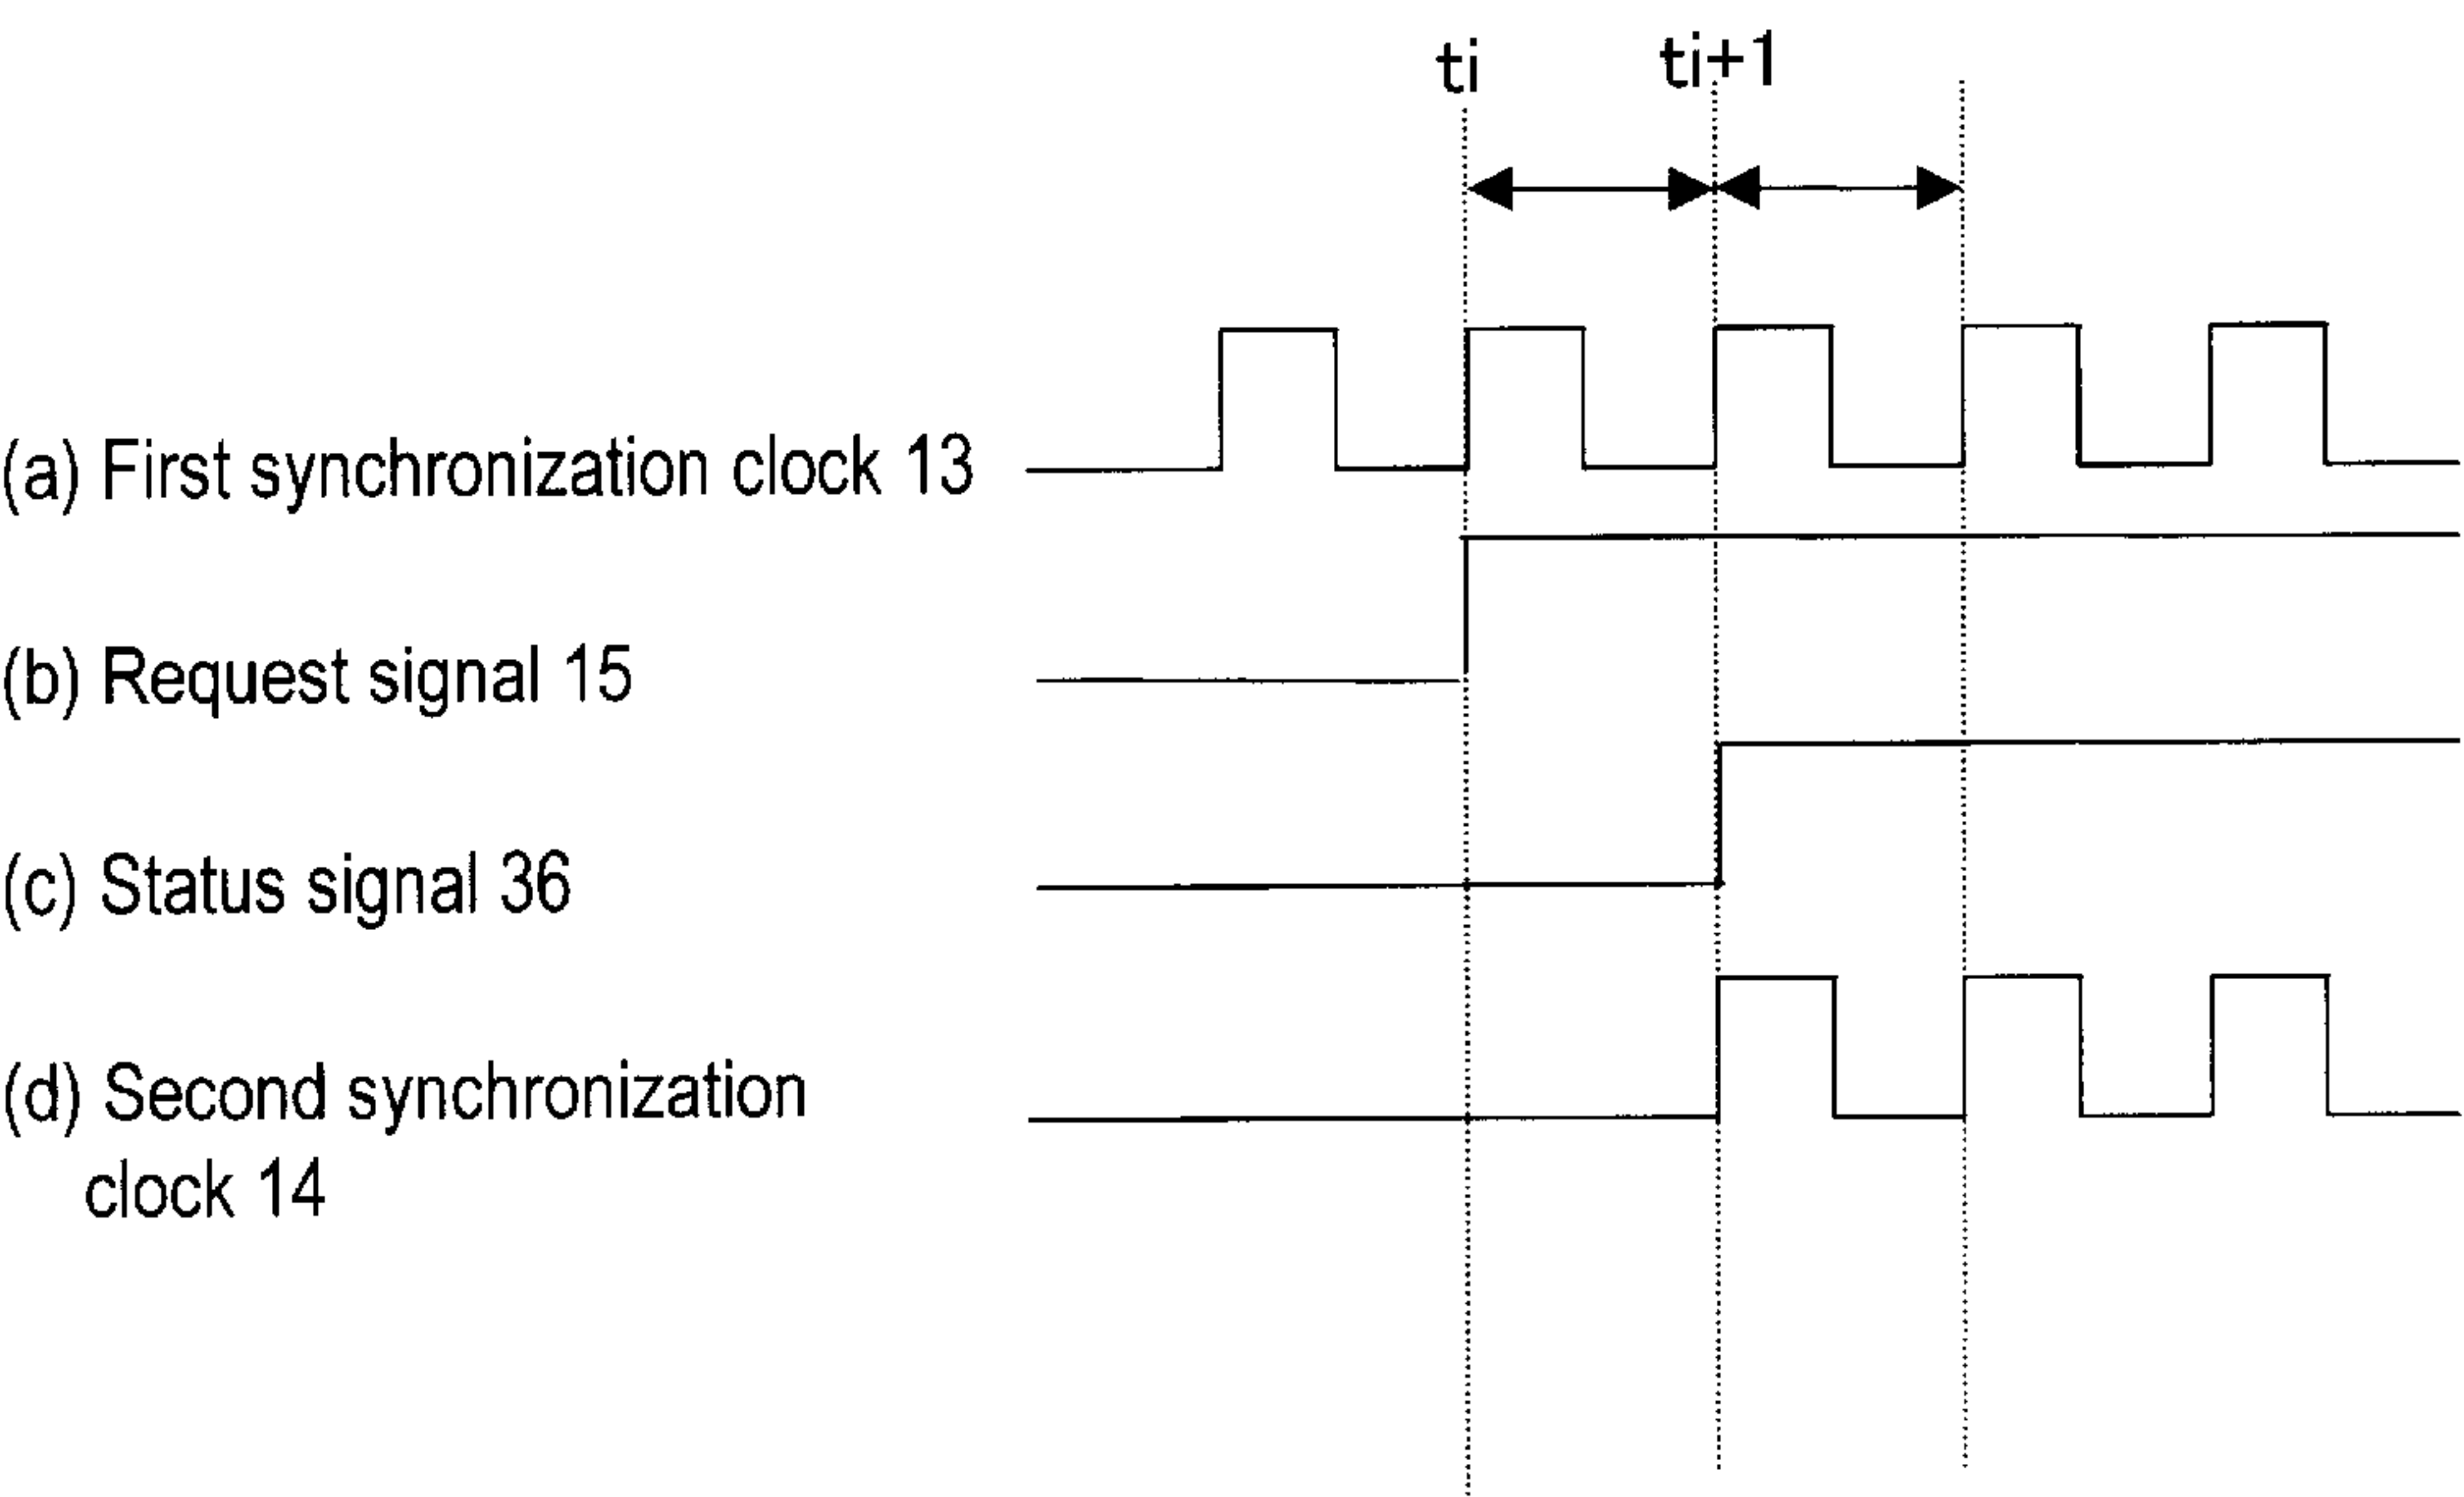 ti
ti+1
(a) First synchronization clock 13
(b) Request signal 15
(c) Status signal 36
(d) Second synchronization
clock 14